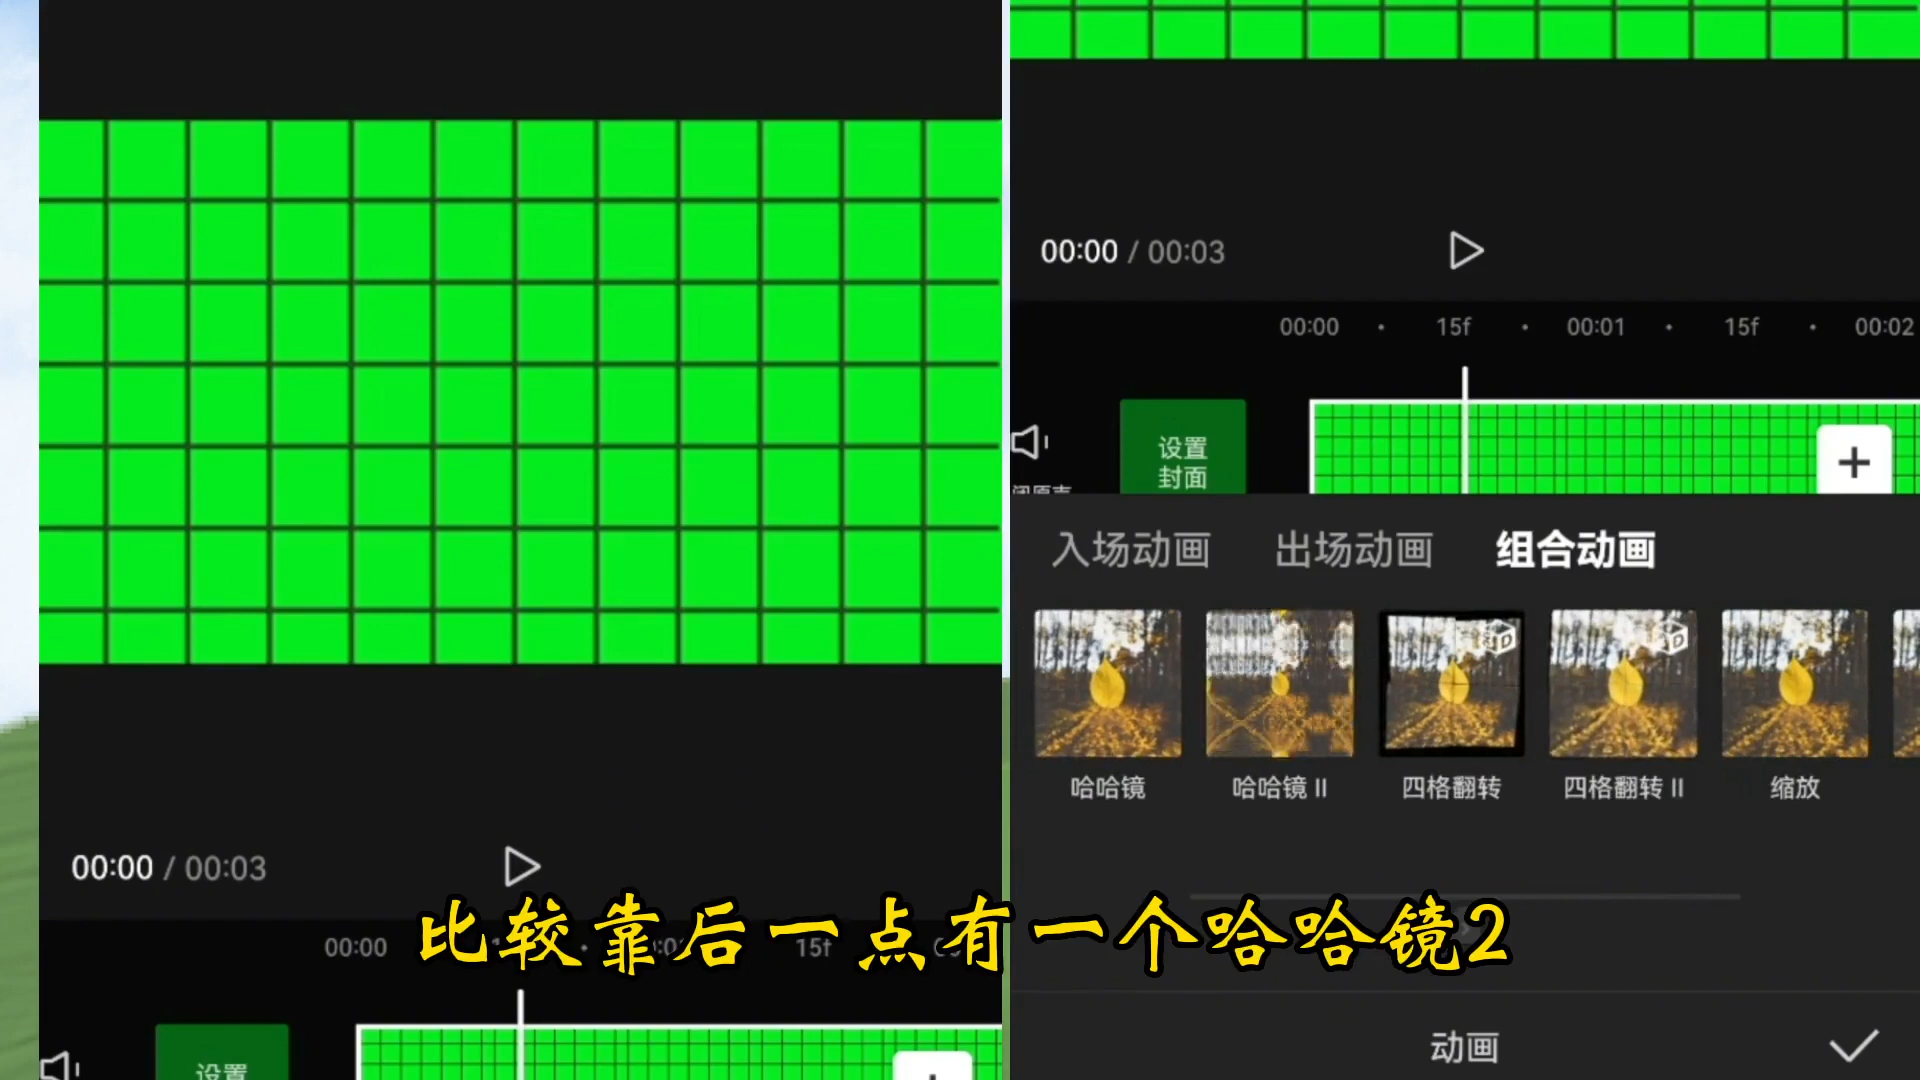 00:00 / 00:03
00:00
15f
设置
00:00 / 00:03
00:00 · 15f · 00:01 · 15f · 00:02
设置
封面
入场动画 出场动画 组合动画
3D
3D
哈哈镜 哈哈镜 II 四格翻转 四格翻转 II 缩放
比较靠后一点有一个哈哈镜2
动画